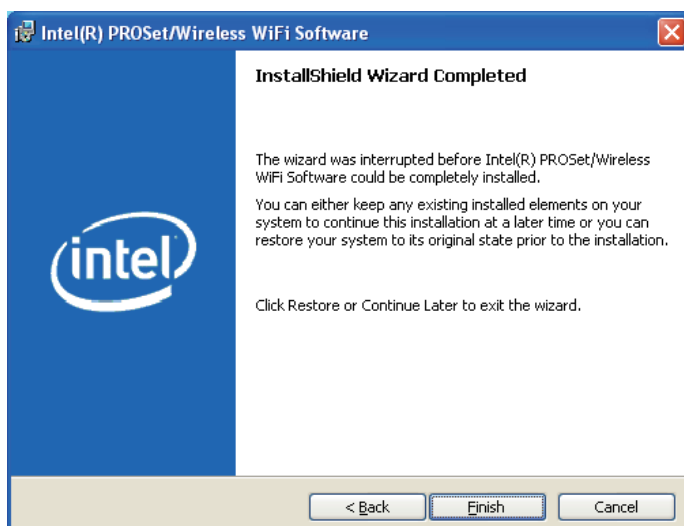 Intel(R) PROSet/Wireless WiFi Software
InstallShield Wizard Completed
The wizard was interrupted before Intel(R) PROSet/Wireless
WiFi Software could be completely installed.
You can either keep any existing installed elements on your
system to continue this installation at a later time or you can
restore your system to its original state prior to the installation.
(intel)
Click Restore or Continue Later to exit the wizard.
< Back
Finish
Cancel